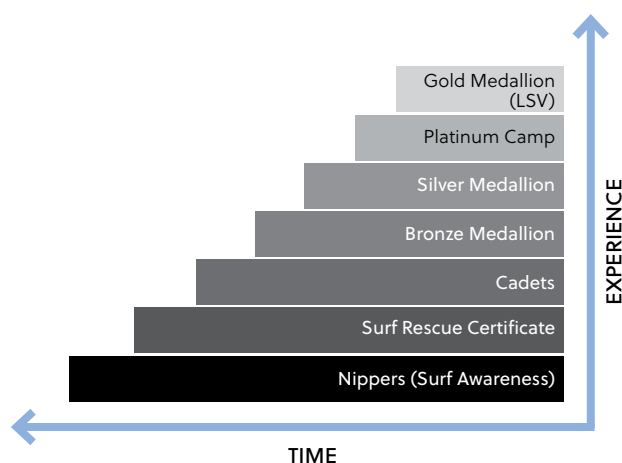 Gold Medallion
(LSV)
Platinum Camp
Silver Medallion
Bronze Medallion
Cadets
Surf Rescue Certificate
Nippers (Surf Awareness)
EXPERIENCE
TIME